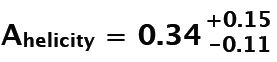 A_helicity = 0.34 +0.15 −0.11